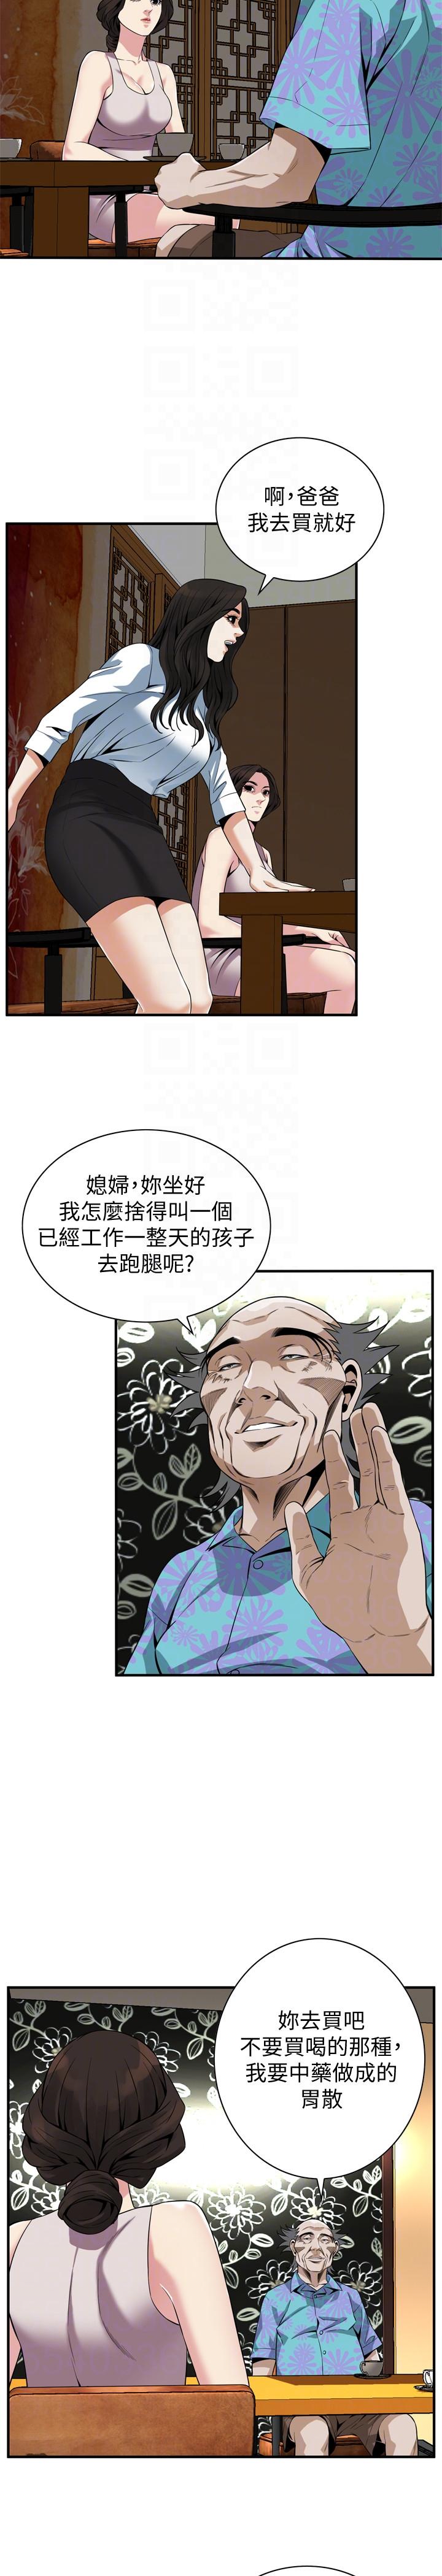 啊，爸爸
我去買就好
媳婦，妳坐好
我怎麼捨得叫一個
已經工作一整天的孩子
去跑腿呢?
妳去買吧
不要買喝的那種，
我要中藥做成的
胃散